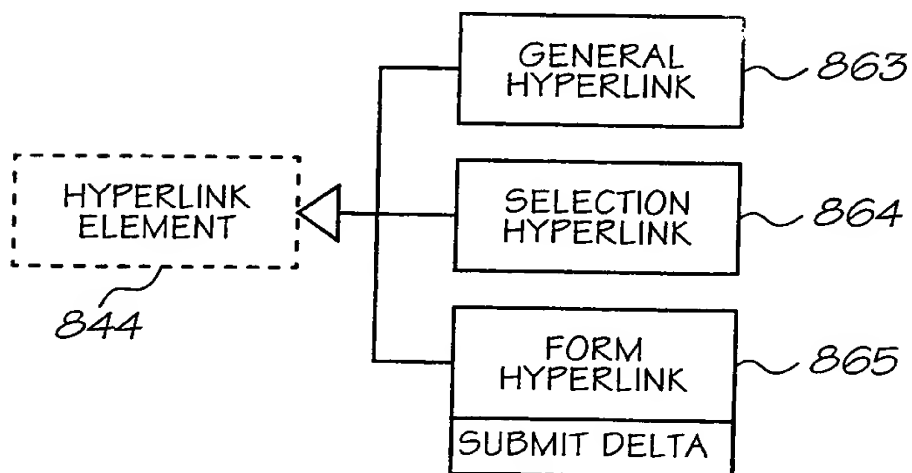 GENERAL
HYPERLINK
863
HYPERLINK
ELEMENT
844
SELECTION
HYPERLINK
864
FORM
HYPERLINK
865
SUBMIT DELTA